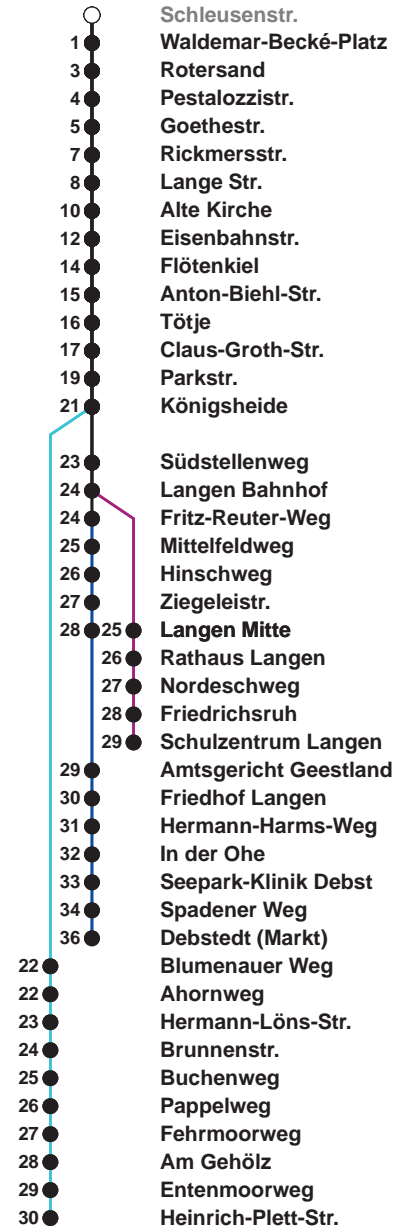 Schleusenstr.
1 Waldemar-Becké-Platz
3 Rotersand
4 Pestalozzistr.
5 Goethestr.
7 Rickmersstr.
8 Lange Str.
10 Alte Kirche
12 Eisenbahnstr.
14 Flötenkiel
15 Anton-Biehl-Str.
16 Tötje
17 Claus-Groth-Str.
19 Parkstr.
21 Königsheide
23 Südstellenweg
24 Langen Bahnhof
24 Fritz-Reuter-Weg
25 Mittelfeldweg
26 Hinschweg
27 Ziegeleistr.
28 25 Langen Mitte
26 Rathaus Langen
27 Nordeschweg
28 Friedrichsruh
29 Schulzentrum Langen
29 Amtsgericht Geestland
30 Friedhof Langen
31 Hermann-Harms-Weg
32 In der Ohe
33 Seepark-Klinik Debst
34 Spadener Weg
36 Debstedt (Markt)
22 Blumenauer Weg
22 Ahornweg
23 Hermann-Löns-Str.
24 Brunnenstr.
25 Buchenweg
26 Pappelweg
27 Fehrmoorweg
28 Am Gehölz
29 Entenmoorweg
30 Heinrich-Plett-Str.